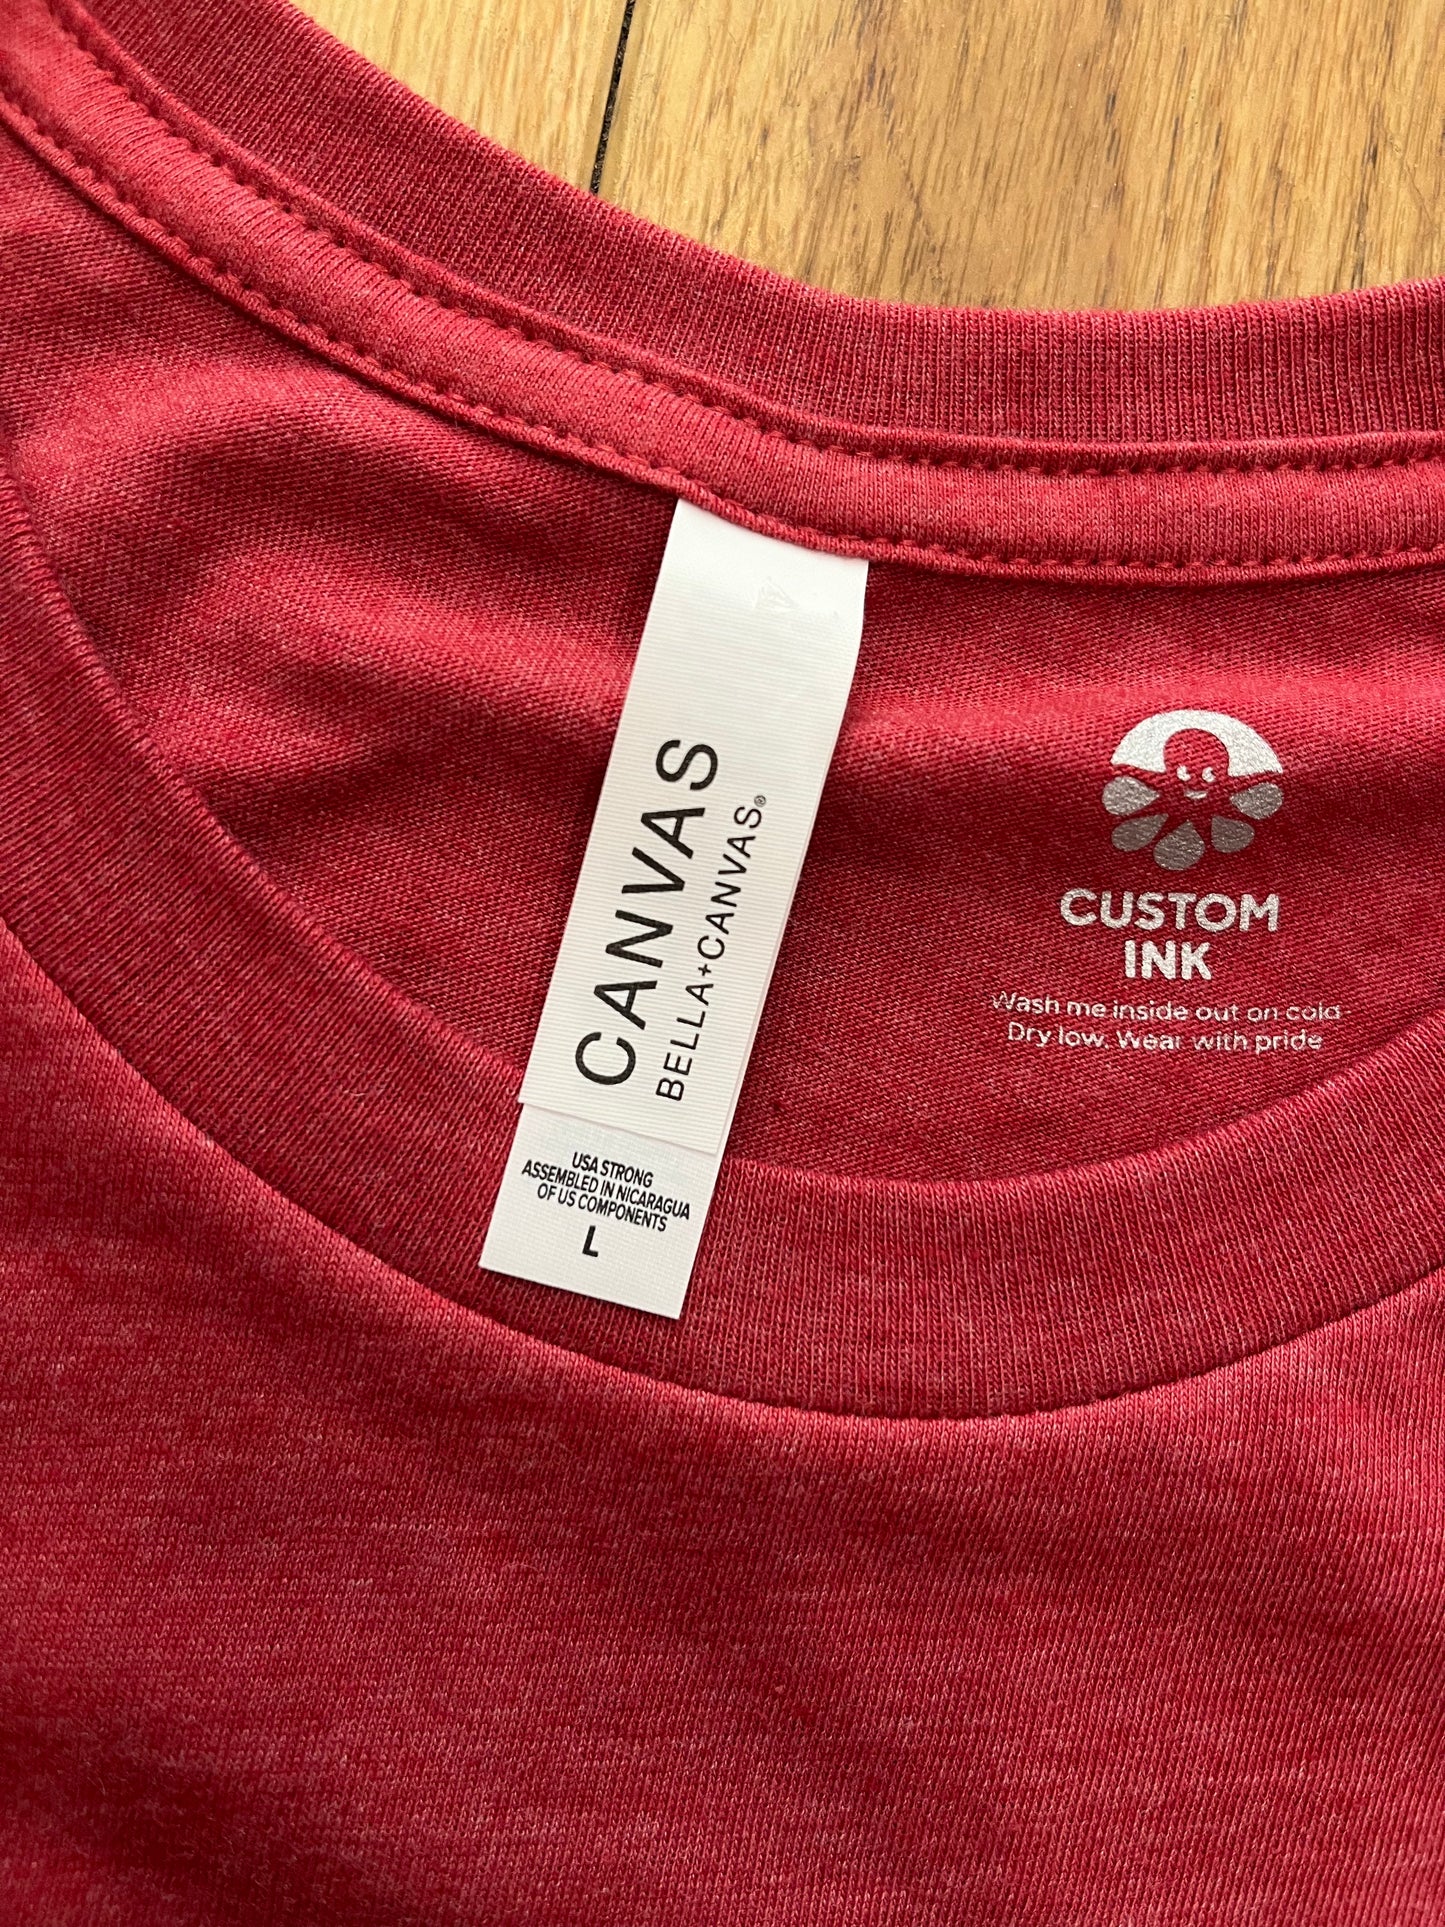 CANVAS
BELLA+CANVAS®
USA STRONG
ASSEMBLED IN NICARAGUA
OF US COMPONENTS
L
CUSTOM
INK
Wash me inside out on cold
Dry low. Wear with pride